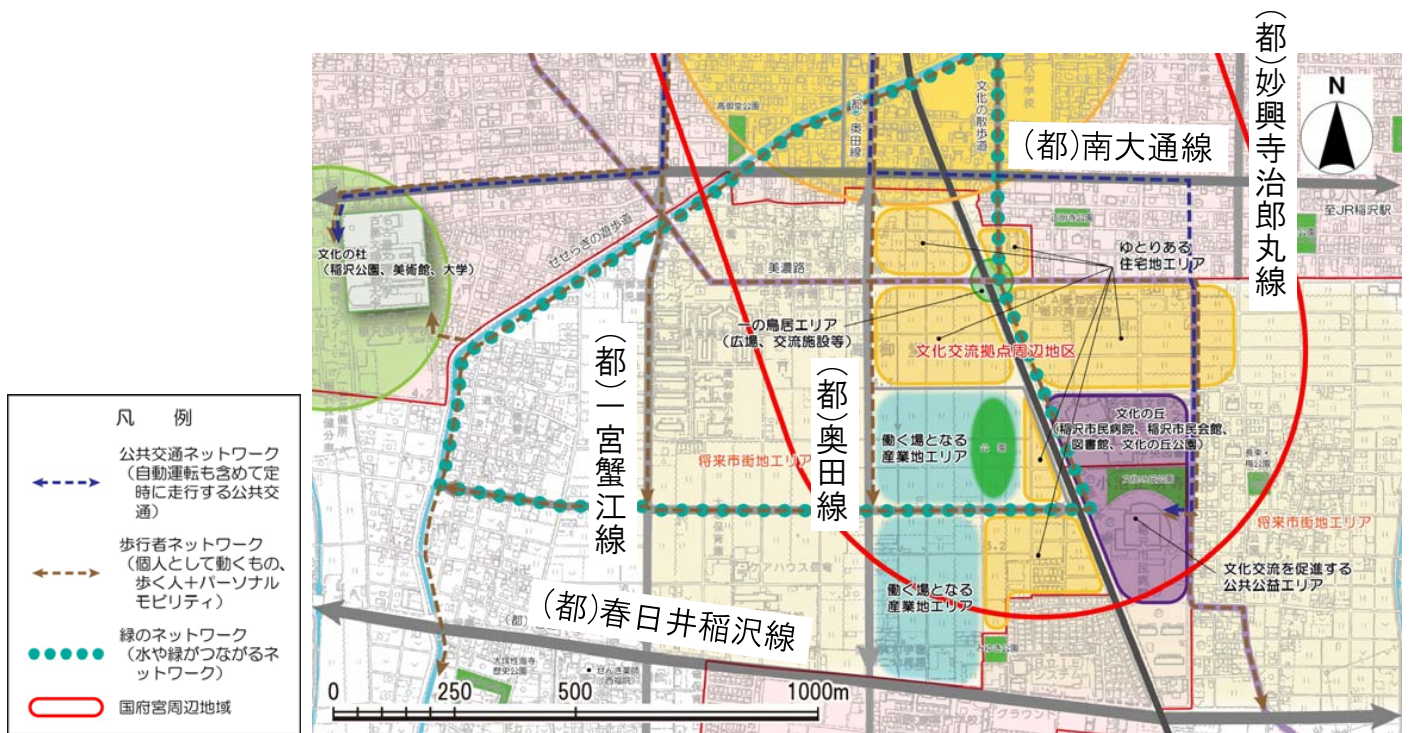 凡　例
公共交通ネットワーク
（自動運転も含めて定
時に走行する公共交
通）
歩行者ネットワーク
（個人として動くもの、
歩く人＋パーソナル
モビリティ）
緑のネットワーク
（水や緑がつながるネ
ットワーク）
国府宮周辺地域
（都）妙興寺治郎丸線
N
（都）南大通線
高御堂公園
（都）奥田線
文化の散歩道
至JR稲沢駅
文化の杜
（稲沢公園、美術館、大学）
せせらぎの遊歩道
美濃路
ゆとりある
住宅地エリア
一の鳥居エリア
（広場、交流施設等）
文化交流拠点周辺地区
（都）一宮蟹江線
（都）奥田線
働く場となる
産業地エリア
公園
文化の丘
（稲沢市民病院、稲沢市民会館、
図書館、文化の丘公園）
将来市街地エリア
将来市街地エリア
働く場となる
産業地エリア
文化交流を促進する
公共公益エリア
（都）
（都）春日井稲沢線
0
250
500
1000m